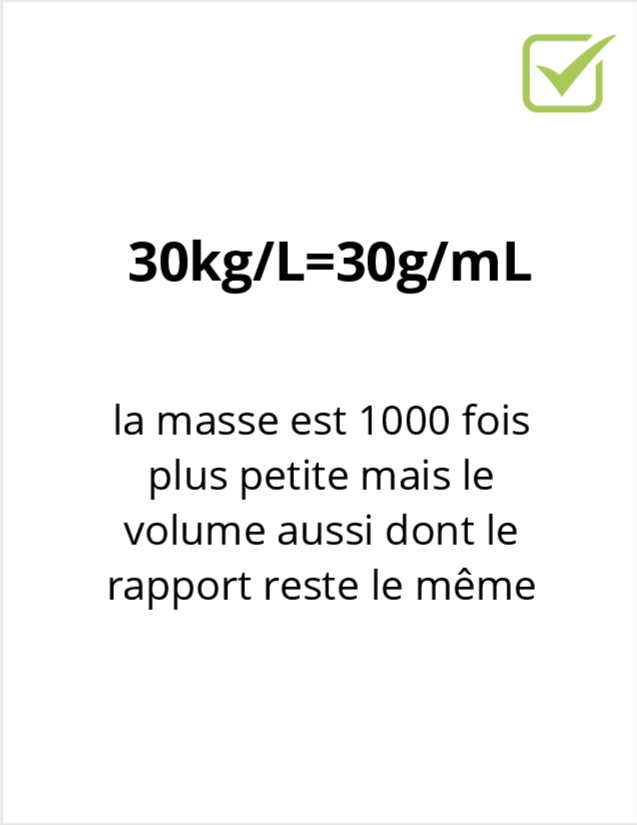 30kg/L=30g/mL
la masse est 1000 fois
plus petite mais le
volume aussi dont le
rapport reste le même